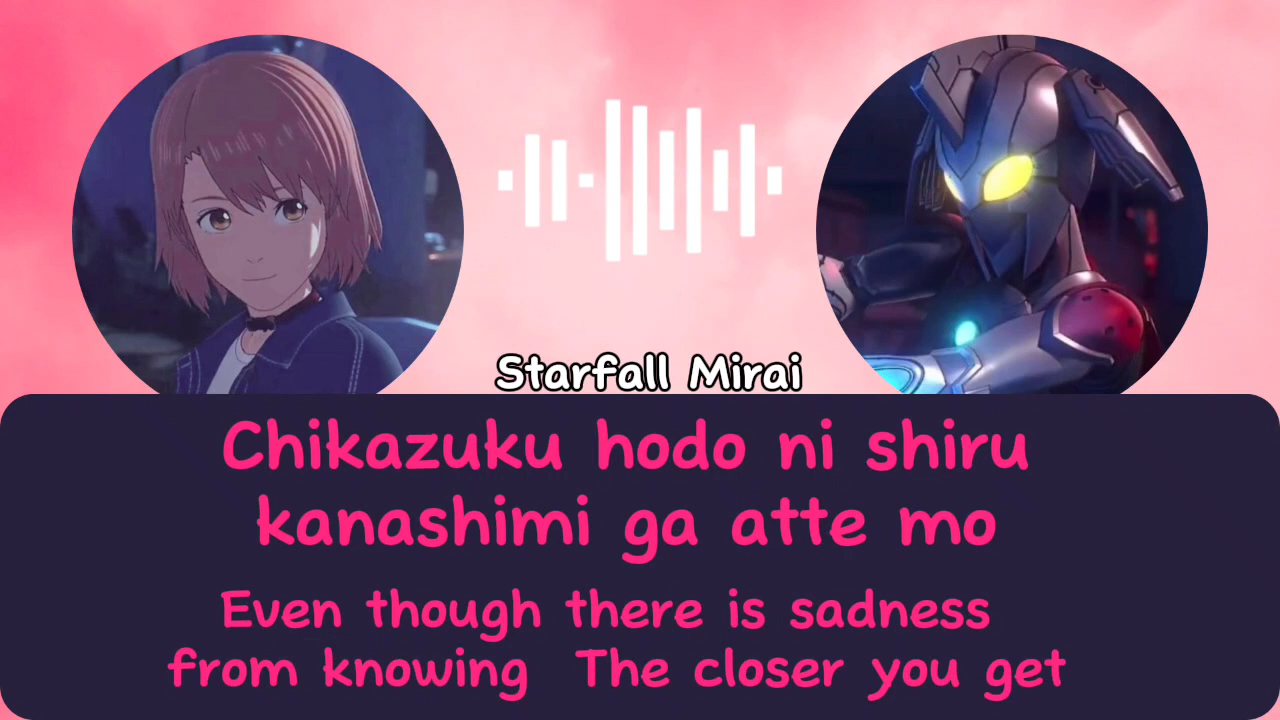 Starfall Mirai
Chikazuku hodo ni shiru
kanashimi ga atte mo
Even though there is sadness
from knowing The closer you get